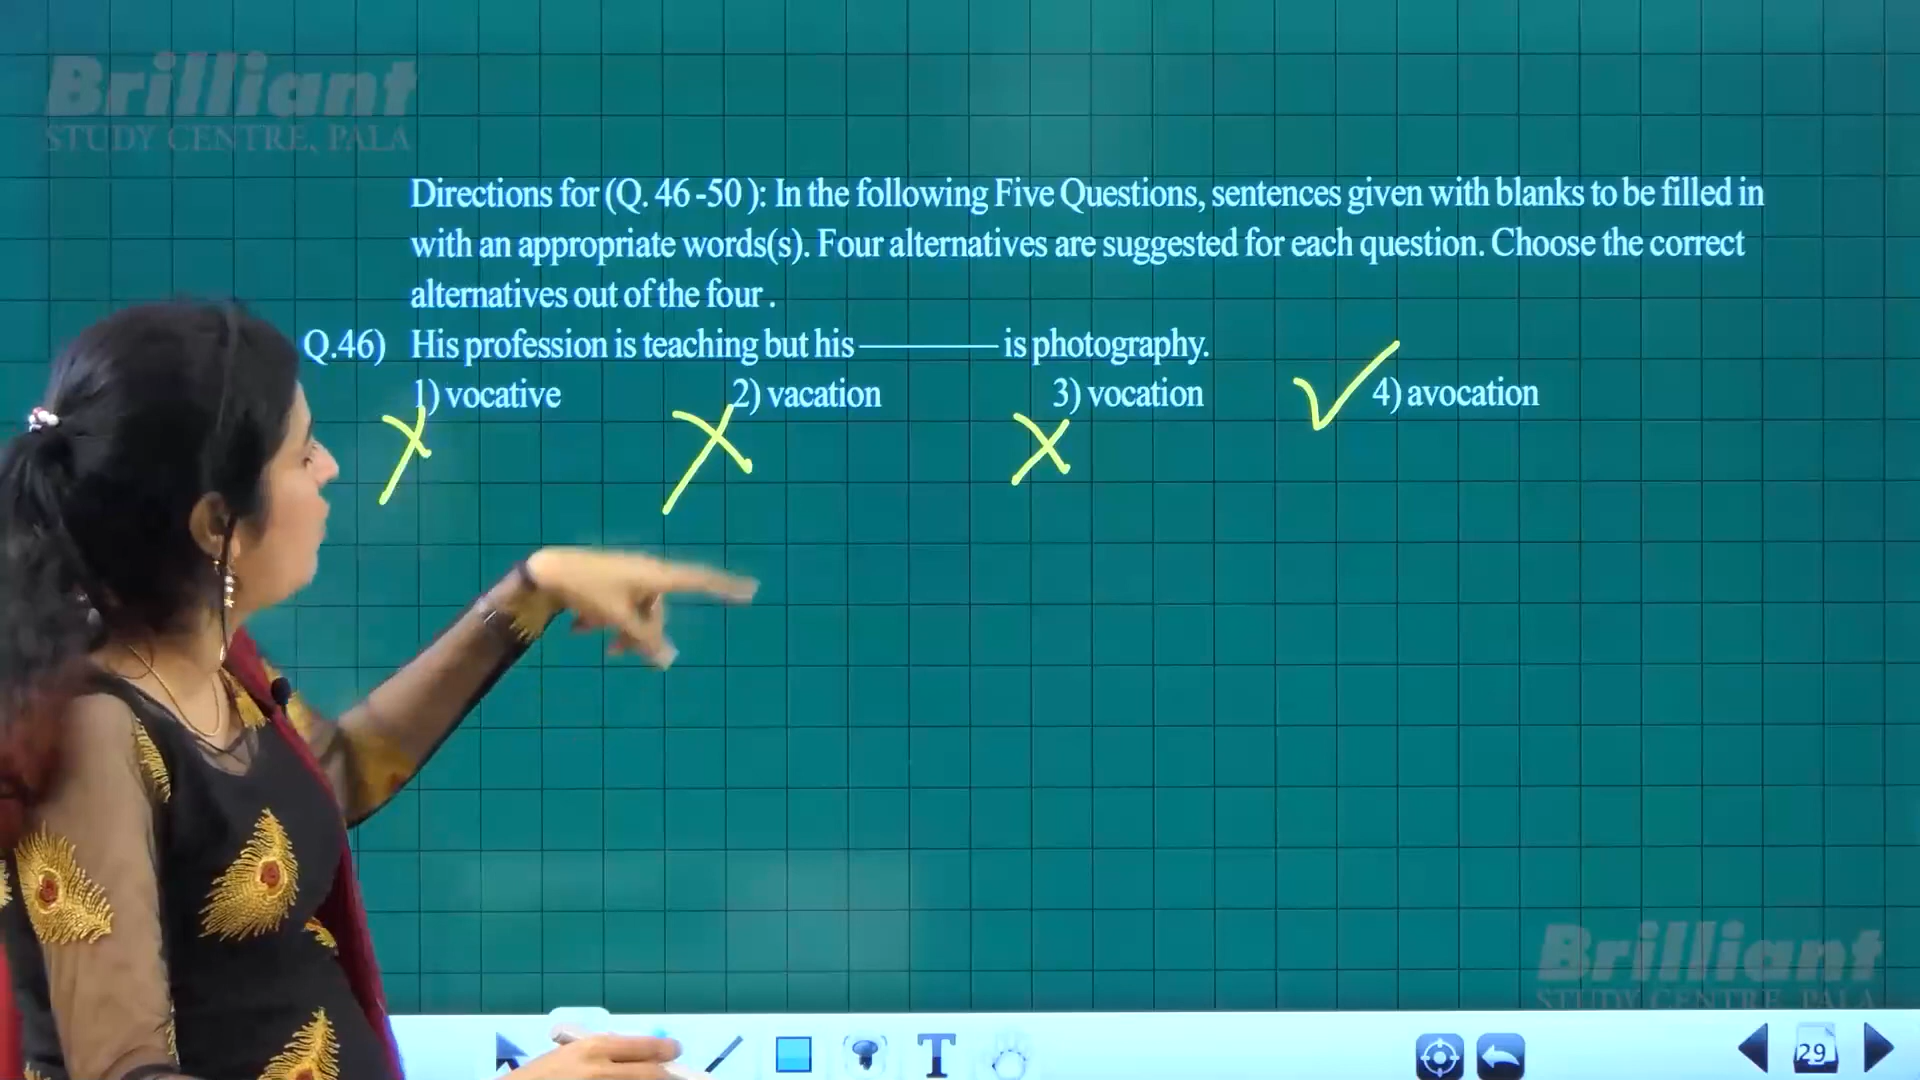 Brilliant
STUDY CENTRE, PALA
Directions for (Q. 46 -50 ): In the following Five Questions, sentences given with blanks to be filled in
with an appropriate words(s). Four alternatives are suggested for each question. Choose the correct
alternatives out of the four .
Q.46) His profession is teaching but his ———— is photography.
1) vocative 2) vacation 3) vocation 4) avocation
Brilliant
STUDY CENTRE, PALA
T
29